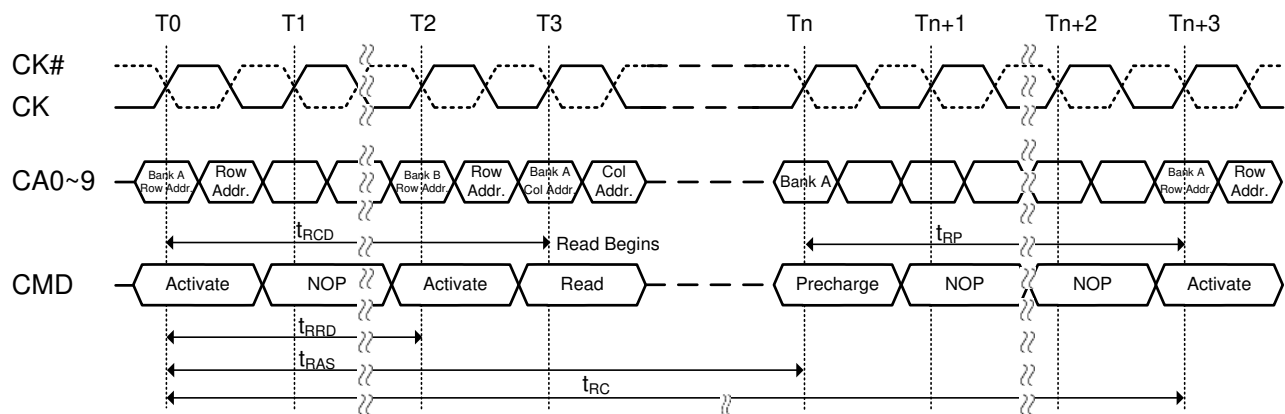 T0 T1 T2 T3 Tn Tn+1 Tn+2 Tn+3
CK#
CK
CA0~9
Bank A Row Addr.
Row Addr.
Bank B Row Addr.
Row Addr.
Bank A Col Addr.
Col Addr.
Bank A
Bank A Row Addr.
Row Addr.
tRCD Read Begins tRP
CMD Activate NOP Activate Read Precharge NOP NOP Activate
tRRD
tRAS
tRC